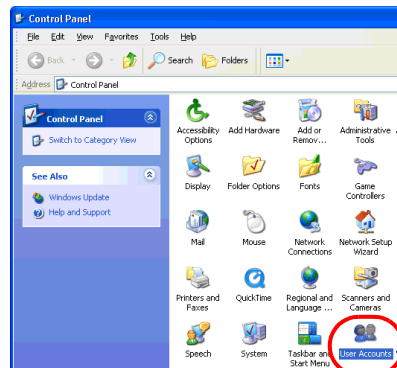 Control Panel
File Edit View Favorites Tools Help
Back Search Folders
Address Control Panel
Control Panel
Switch to Category View
See Also
Windows Update
Help and Support
Accessibility Options
Add Hardware
Add or Remov...
Administrative Tools
Display
Folder Options
Fonts
Game Controllers
Mail
Mouse
Network Connections
Network Setup Wizard
Printers and Faxes
QuickTime
Regional and Language ...
Scanners and Cameras
Speech
System
Taskbar and Start Menu
User Accounts